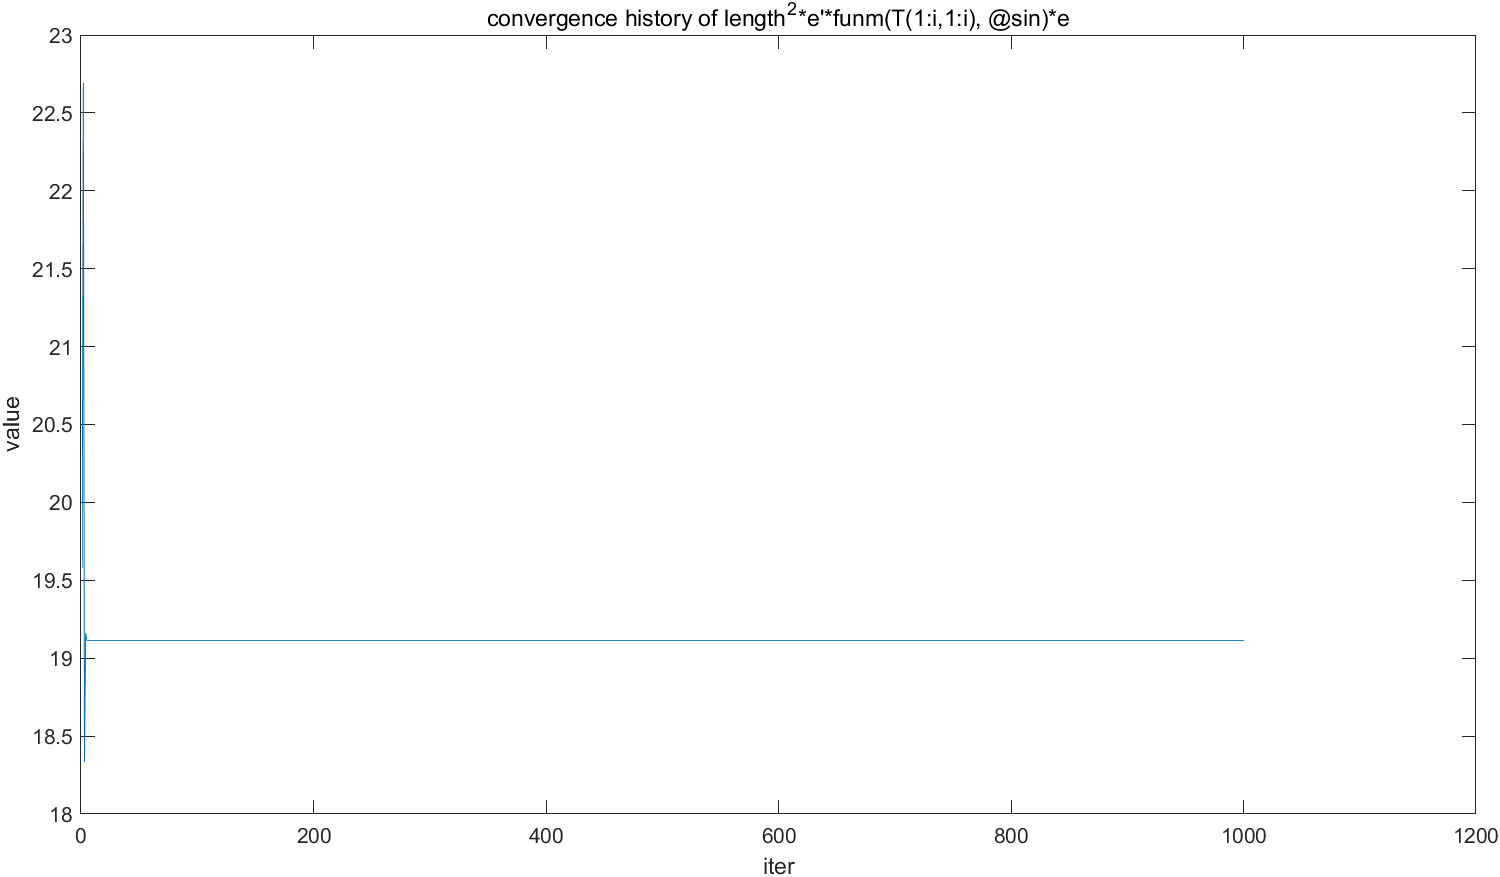 convergence history of length2*e'*funm(T(1:i,1:i), @sin)*e
23
22.5
22
21.5
21
20.5
20
19.5
19
18.5
18
value
0 200 400 600 800 1000 1200
iter